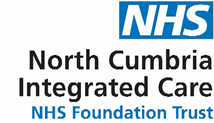 NHS
North Cumbria
Integrated Care
NHS Foundation Trust